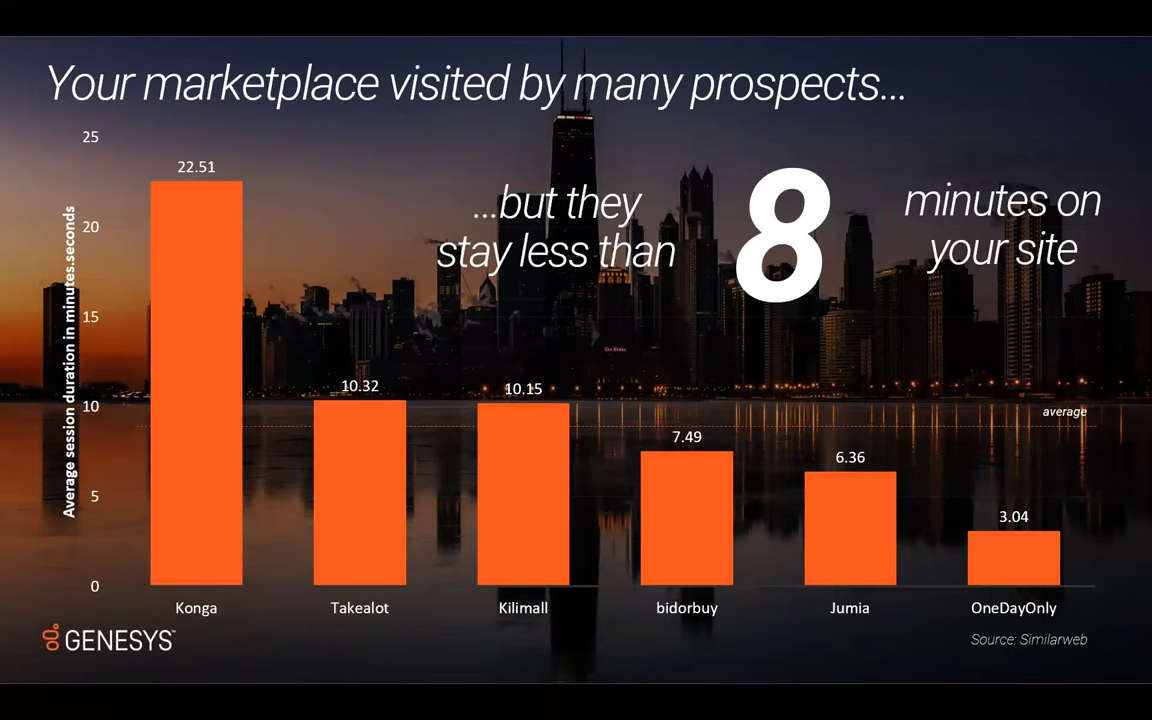 Your marketplace visited by many prospects...
...but they
stay less than
8
minutes on
your site
Average session duration in minutes.seconds
25
20
15
10
5
0
22.51
10.32
10.15
7.49
6.36
3.04
average
Konga
Takealot
Kilimall
bidorbuy
Jumia
OneDayOnly
GENESYS™
Source: Similarweb